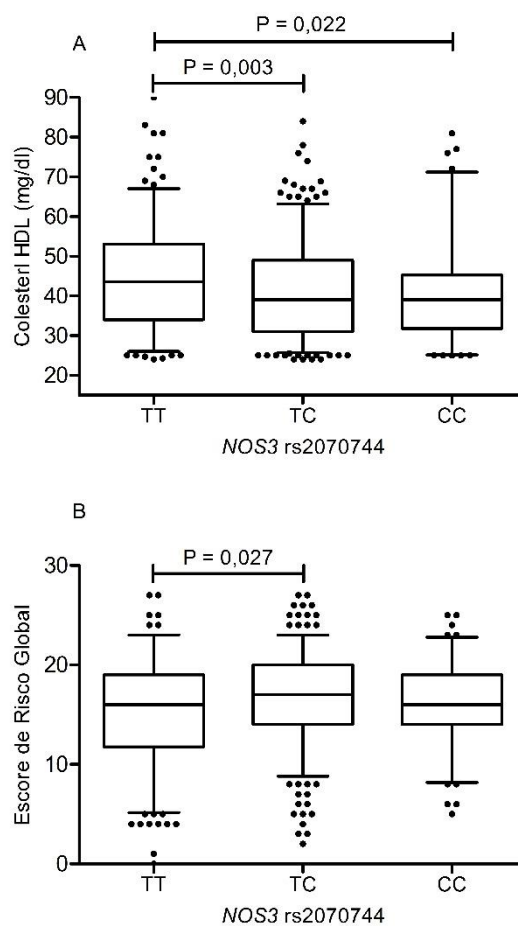 A
P = 0,022
P = 0,003
Colesterl HDL (mg/dl)
90
80
70
60
50
40
30
20
TT TC CC
NOS3 rs2070744
B
P = 0,027
Escore de Risco Global
30
20
10
0
TT TC CC
NOS3 rs2070744